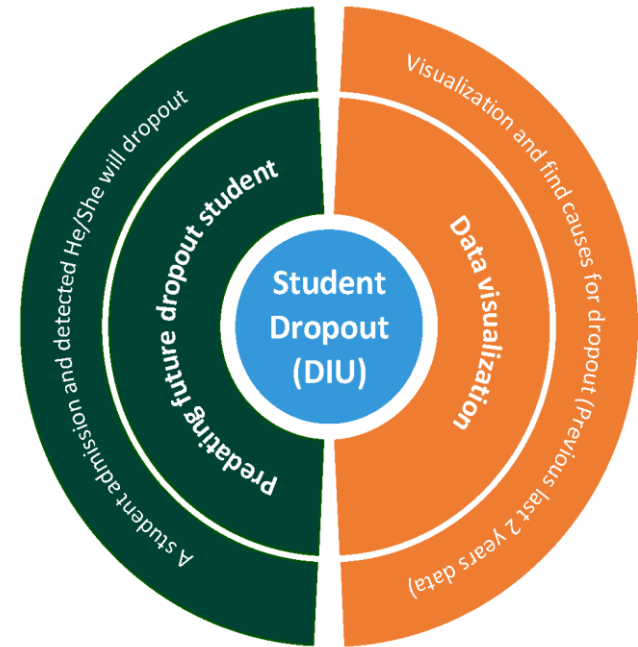 A student admission and detected He/She will dropout
Predating future dropout student
Student
Dropout
(DIU)
Data visualization
Visualization and find causes for dropout (Previous last 2 years data)